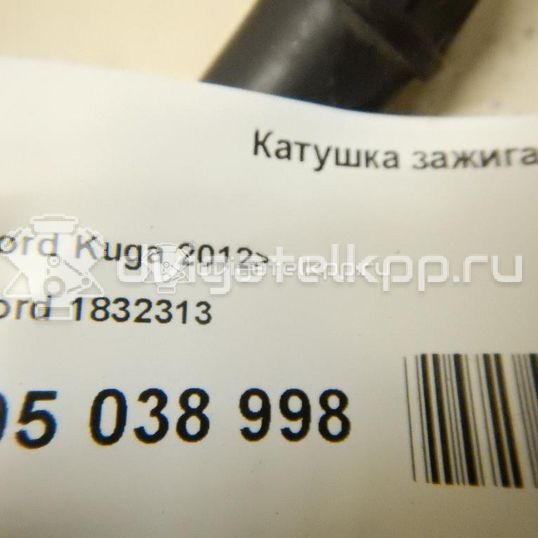 Катушка зажига
ord Kuga 2012>
ord 1832313
05 038 998